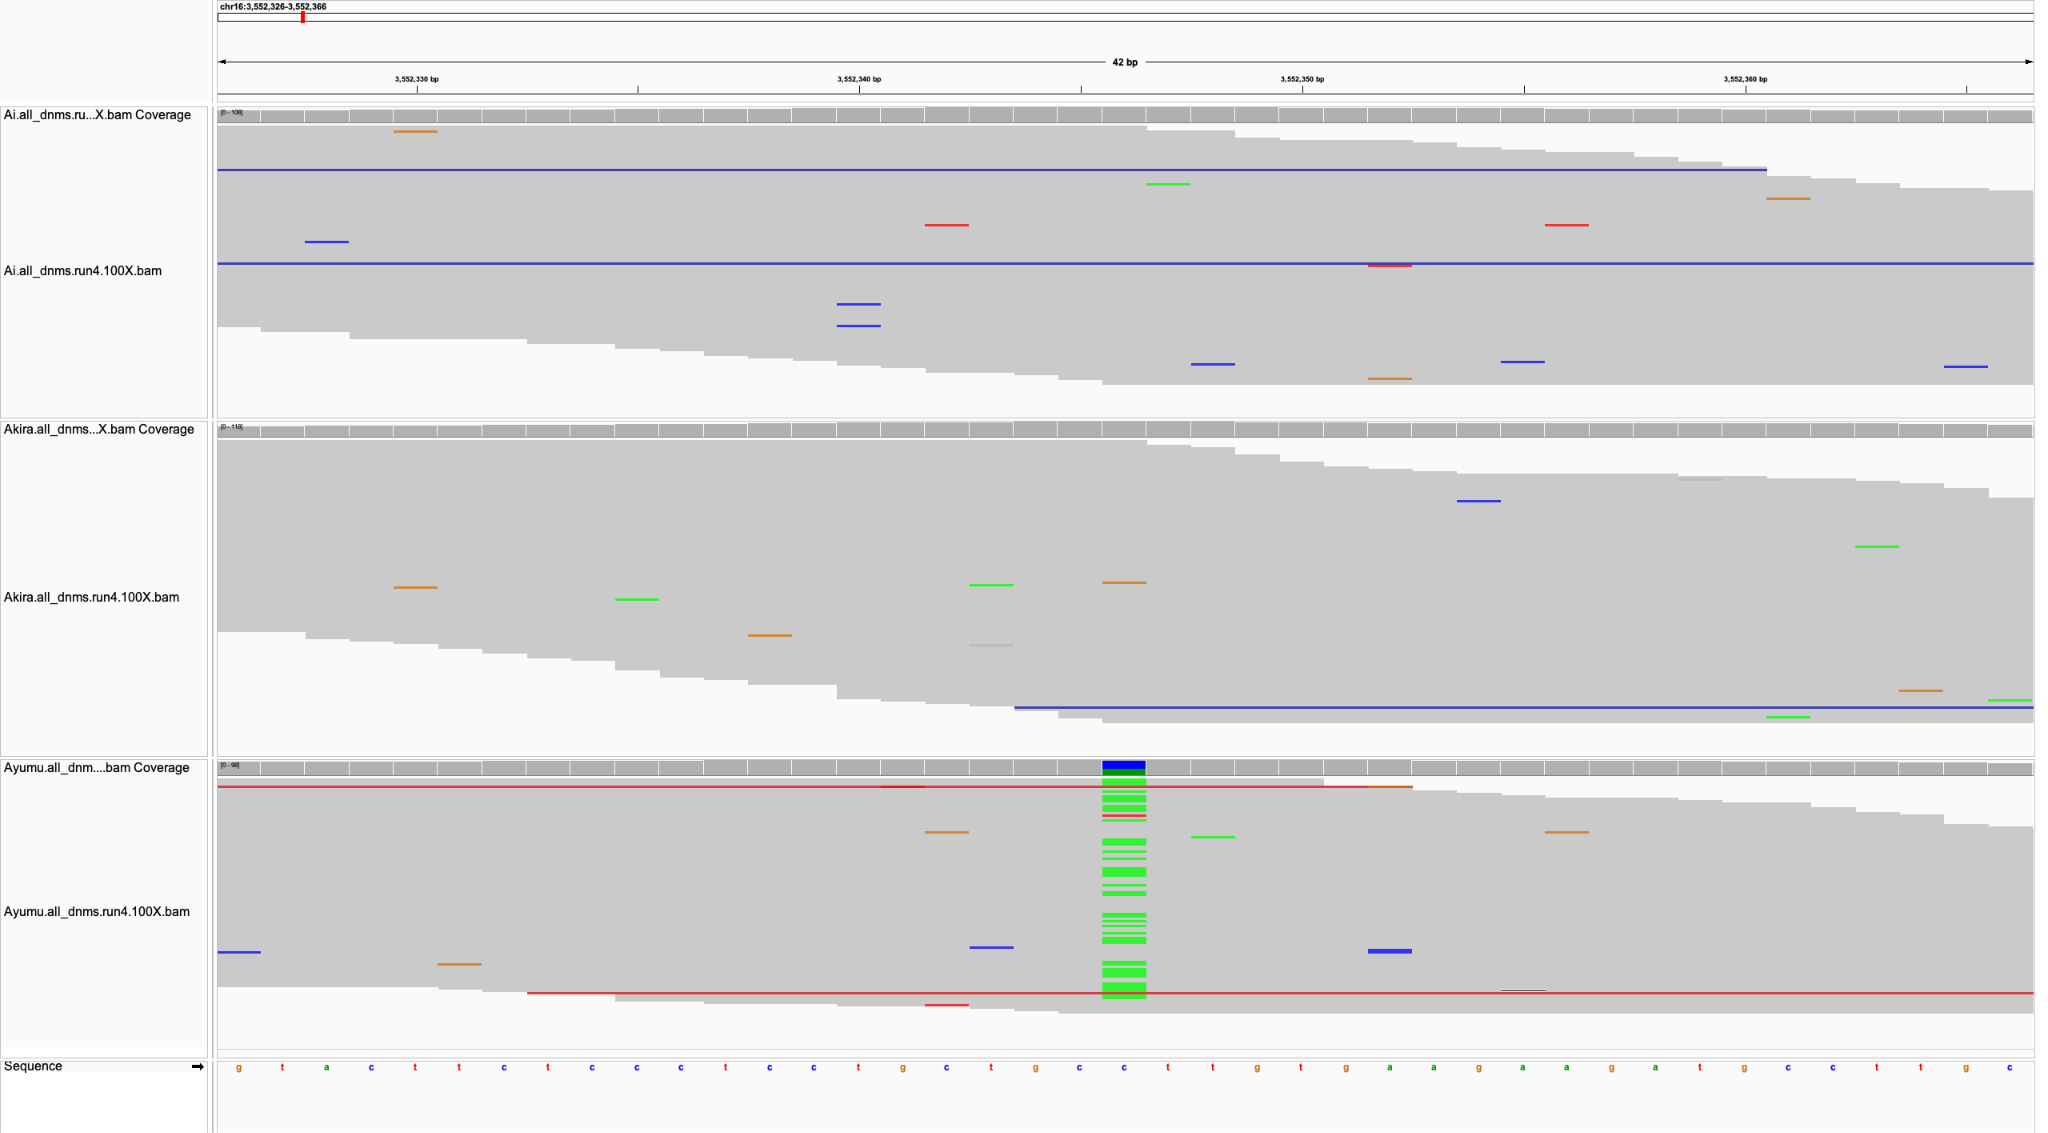 chr16:3,552,326-3,552,366
42 bp
3,552,330 bp 3,552,340 bp 3,552,350 bp 3,552,360 bp
Ai.all_dnms.ru...X.bam Coverage
[0 - 109]
Ai.all_dnms.run4.100X.bam
Akira.all_dnms...X.bam Coverage
Akira.all_dnms.run4.100X.bam
Ayumu.all_dnm....bam Coverage
Ayumu.all_dnms.run4.100X.bam
Sequence g t a c t t c t c c c t c c t g c t g c c t t g t g a a g a a g a t g c c t t g c